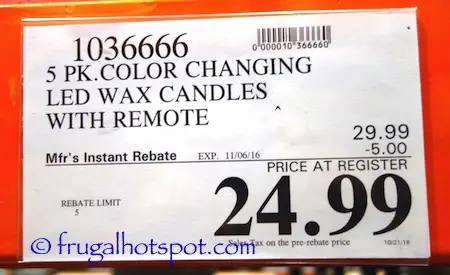 1036666
0000010366660
5 PK.COLOR CHANGING
LED WAX CANDLES
WITH REMOTE
29.99
Mfr's Instant Rebate EXP. 11/06/16 -5.00
PRICE AT REGISTER
REBATE LIMIT
5
24.99
Sales Tax on the pre-rebate price 10/21/16
© frugalhotspot.com